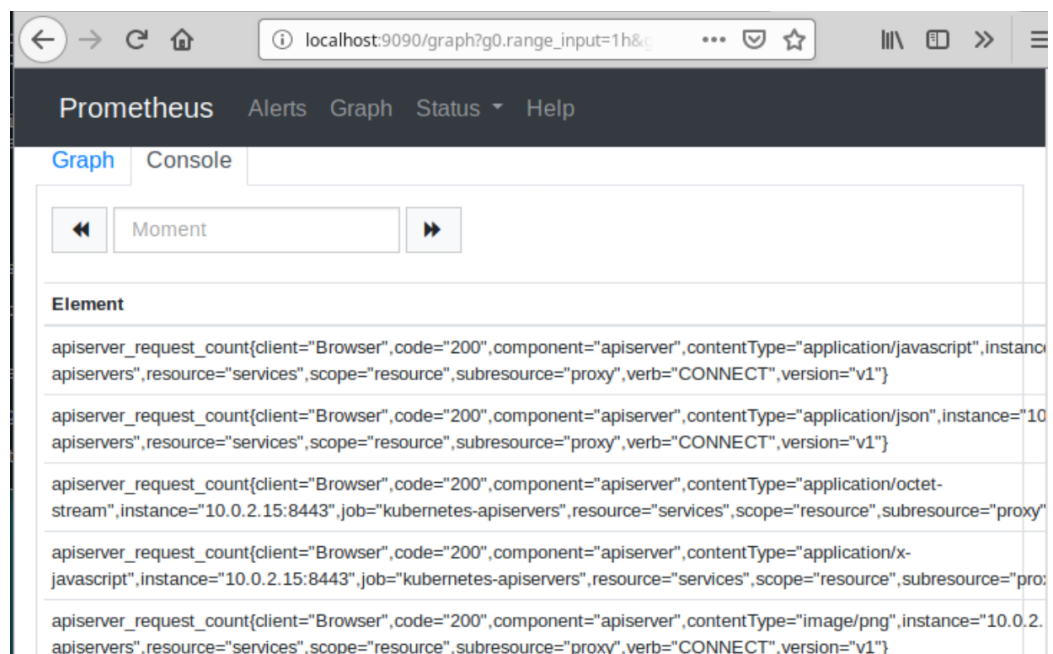 localhost:9090/graph?g0.range_input=1h&
Prometheus Alerts Graph Status Help
Graph Console
Moment
Element
apiserver_request_count{client="Browser",code="200",component="apiserver",contentType="application/javascript",instance
apiservers",resource="services",scope="resource",subresource="proxy",verb="CONNECT",version="v1"}
apiserver_request_count{client="Browser",code="200",component="apiserver",contentType="application/json",instance="10
apiservers",resource="services",scope="resource",subresource="proxy",verb="CONNECT",version="v1"}
apiserver_request_count{client="Browser",code="200",component="apiserver",contentType="application/octet-
stream",instance="10.0.2.15:8443",job="kubernetes-apiservers",resource="services",scope="resource",subresource="proxy"
apiserver_request_count{client="Browser",code="200",component="apiserver",contentType="application/x-
javascript",instance="10.0.2.15:8443",job="kubernetes-apiservers",resource="services",scope="resource",subresource="pro
apiserver_request_count{client="Browser",code="200",component="apiserver",contentType="image/png",instance="10.0.2.
apiservers",resource="services",scope="resource",subresource="proxy",verb="CONNECT",version="v1"}